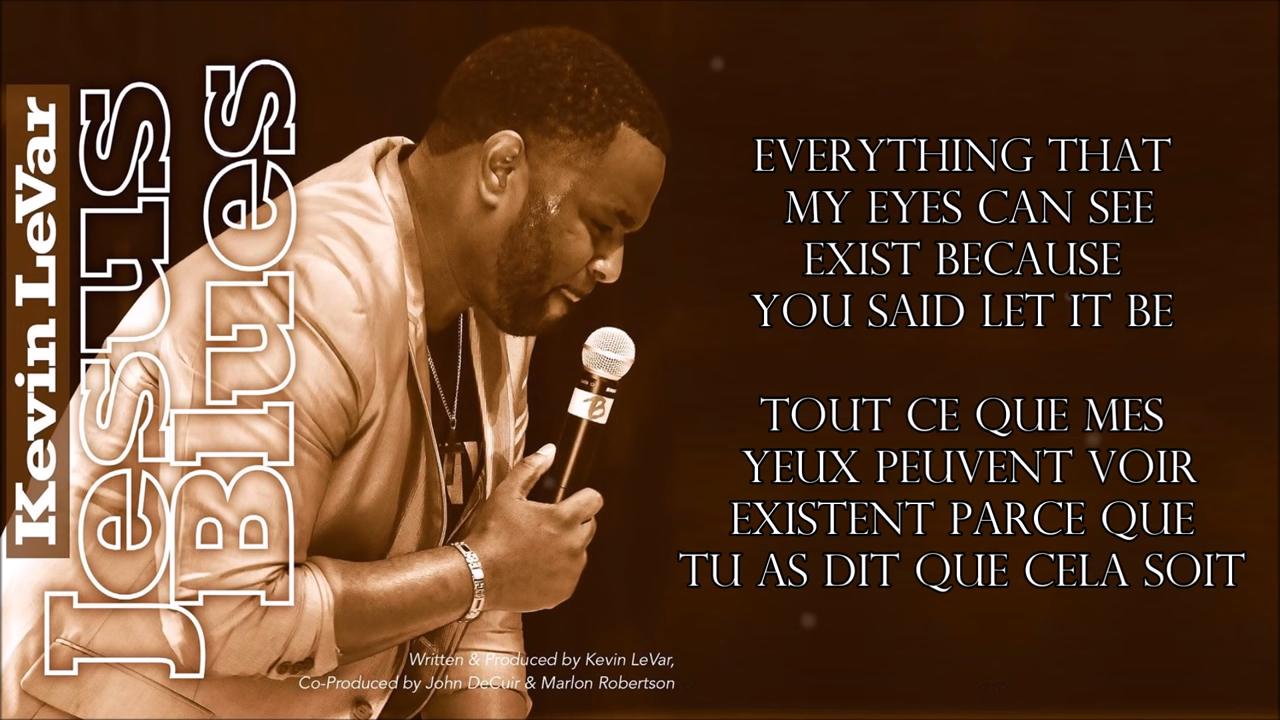 Kevin LeVar
Jesus
Blues
EVERYTHING THAT
MY EYES CAN SEE
EXIST BECAUSE
YOU SAID LET IT BE
TOUT CE QUE MES
YEUX PEUVENT VOIR
EXISTENT PARCE QUE
TU AS DIT QUE CELA SOIT
Written & Produced by Kevin LeVar,
Co-Produced by John DeCuir & Marlon Robertson
B